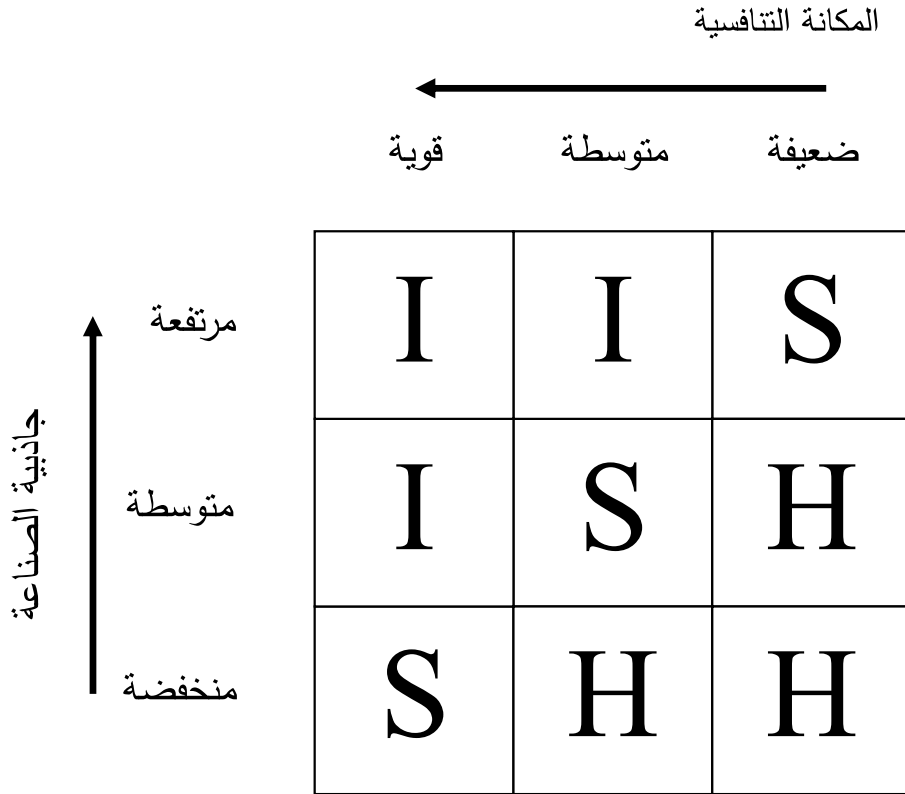 المكانة التنافسية
ضعيفة متوسطة قوية
جاذبية الصناعة
مرتفعة I I S
متوسطة I S H
منخفضة S H H